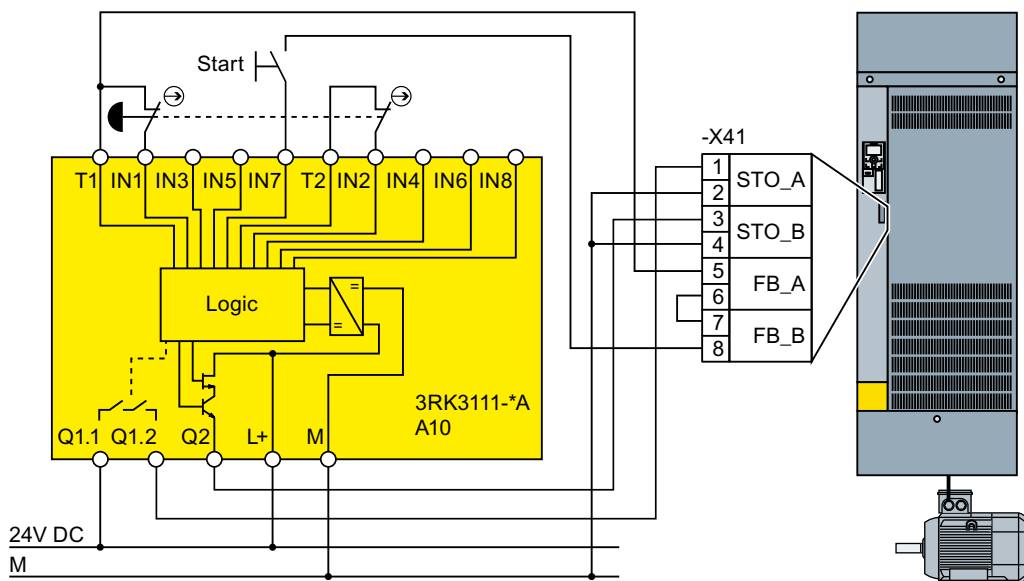 Start
-X41
1
STO_A
2
3
STO_B
4
5
FB_A
6
7
FB_B
8
T1 IN1 IN3 IN5 IN7 T2 IN2 IN4 IN6 IN8
Logic
=
=
3RK3111-*A
A10
Q1.1 Q1.2 Q2 L+ M
24V DC
M